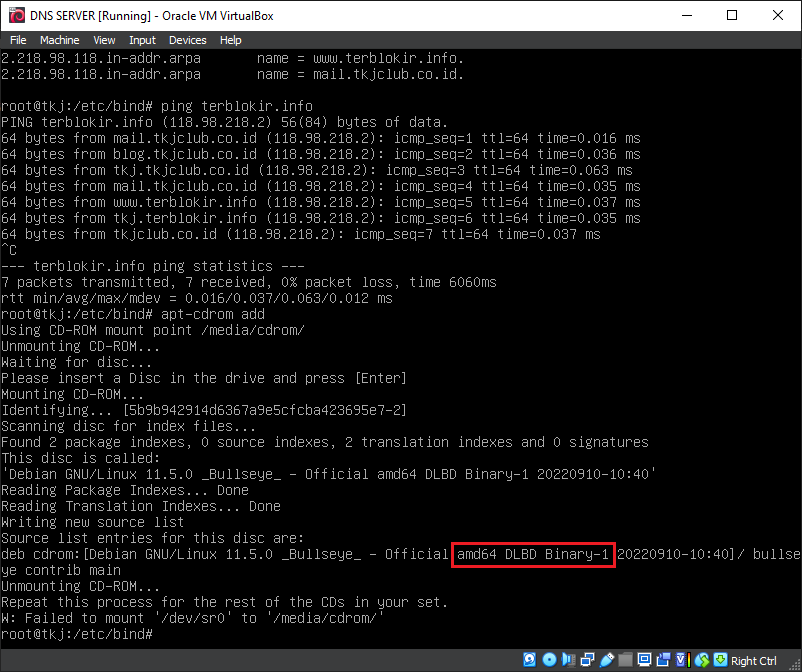 DNS SERVER [Running] - Oracle VM VirtualBox
File Machine View Input Devices Help
2.218.98.118.in-addr.arpa name = www.terblokir.info.
2.218.98.118.in-addr.arpa name = mail.tkjclub.co.id.
root@tkj:/etc/bind# ping terblokir.info
PING terblokir.info (118.98.218.2) 56(84) bytes of data.
64 bytes from mail.tkjclub.co.id (118.98.218.2): icmp_seq=1 ttl=64 time=0.016 ms
64 bytes from blog.tkjclub.co.id (118.98.218.2): icmp_seq=2 ttl=64 time=0.036 ms
64 bytes from tkj.tkjclub.co.id (118.98.218.2): icmp_seq=3 ttl=64 time=0.063 ms
64 bytes from mail.tkjclub.co.id (118.98.218.2): icmp_seq=4 ttl=64 time=0.035 ms
64 bytes from www.terblokir.info (118.98.218.2): icmp_seq=5 ttl=64 time=0.037 ms
64 bytes from tkj.terblokir.info (118.98.218.2): icmp_seq=6 ttl=64 time=0.035 ms
64 bytes from tkjclub.co.id (118.98.218.2): icmp_seq=7 ttl=64 time=0.037 ms
^C
--- terblokir.info ping statistics ---
7 packets transmitted, 7 received, 0% packet loss, time 6060ms
rtt min/avg/max/mdev = 0.016/0.037/0.063/0.012 ms
root@tkj:/etc/bind# apt-cdrom add
Using CD-ROM mount point /media/cdrom/
Unmounting CD-ROM...
Waiting for disc...
Please insert a Disc in the drive and press [Enter]
Mounting CD-ROM...
Identifying... [5b9b942914d6367a9e5cfcba423695e7-2]
Scanning disc for index files...
Found 2 package indexes, 0 source indexes, 2 translation indexes and 0 signatures
This disc is called:
'Debian GNU/Linux 11.5.0 _Bullseye_ - Official amd64 DLBD Binary-1 20220910-10:40'
Reading Package Indexes... Done
Reading Translation Indexes... Done
Writing new source list
Source list entries for this disc are:
deb cdrom:[Debian GNU/Linux 11.5.0 _Bullseye_ - Official amd64 DLBD Binary-1 20220910-10:40]/ bullse
ye contrib main
Unmounting CD-ROM...
Repeat this process for the rest of the CDs in your set.
W: Failed to mount '/dev/sr0' to '/media/cdrom/'
root@tkj:/etc/bind#
Right Ctrl